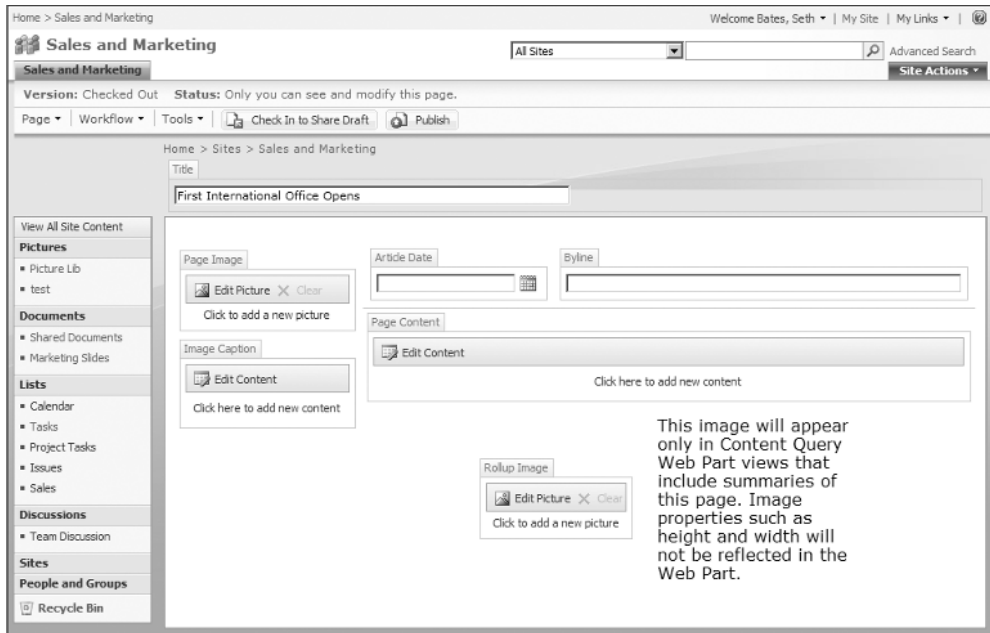 Home > Sales and Marketing
Welcome Bates, Seth | My Site | My Links |
Sales and Marketing
All Sites
Advanced Search
Sales and Marketing
Site Actions
Version: Checked Out Status: Only you can see and modify this page.
Page Workflow Tools Check In to Share Draft Publish
Home > Sites > Sales and Marketing
Title
First International Office Opens
View All Site Content
Pictures
Picture Lib
test
Documents
Shared Documents
Marketing Slides
Lists
Calendar
Tasks
Project Tasks
Issues
Sales
Discussions
Team Discussion
Sites
People and Groups
Recycle Bin
Page Image
Edit Picture Clear
Click to add a new picture
Image Caption
Edit Content
Click here to add new content
Article Date
Byline
Page Content
Edit Content
Click here to add new content
Rollup Image
Edit Picture Clear
Click to add a new picture
This image will appear
only in Content Query
Web Part views that
include summaries of
this page. Image
properties such as
height and width will
not be reflected in the
Web Part.